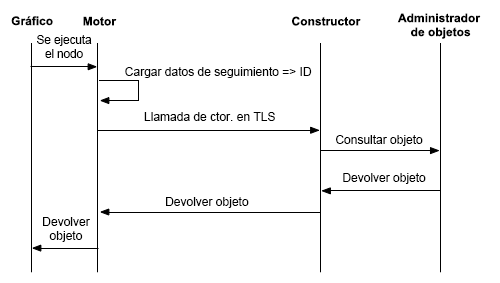 Gráfico
Motor
Constructor
Administrador
de objetos
Se ejecuta
el nodo
Cargar datos de seguimiento => ID
Llamada de ctor. en TLS
Consultar objeto
Devolver objeto
Devolver objeto
Devolver
objeto